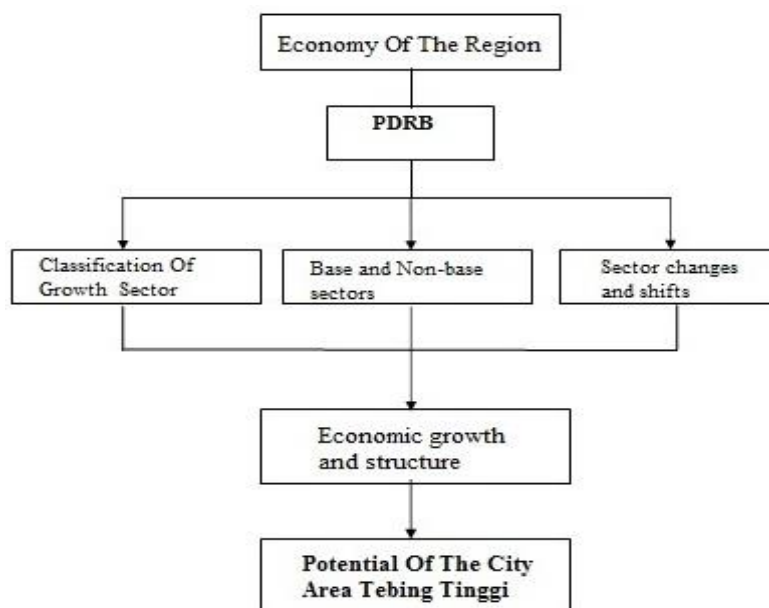 Economy Of The Region
PDRB
Classification Of
Growth Sector
Base and Non-base
sectors
Sector changes
and shifts
Economic growth
and structure
Potential Of The City
Area Tebing Tinggi